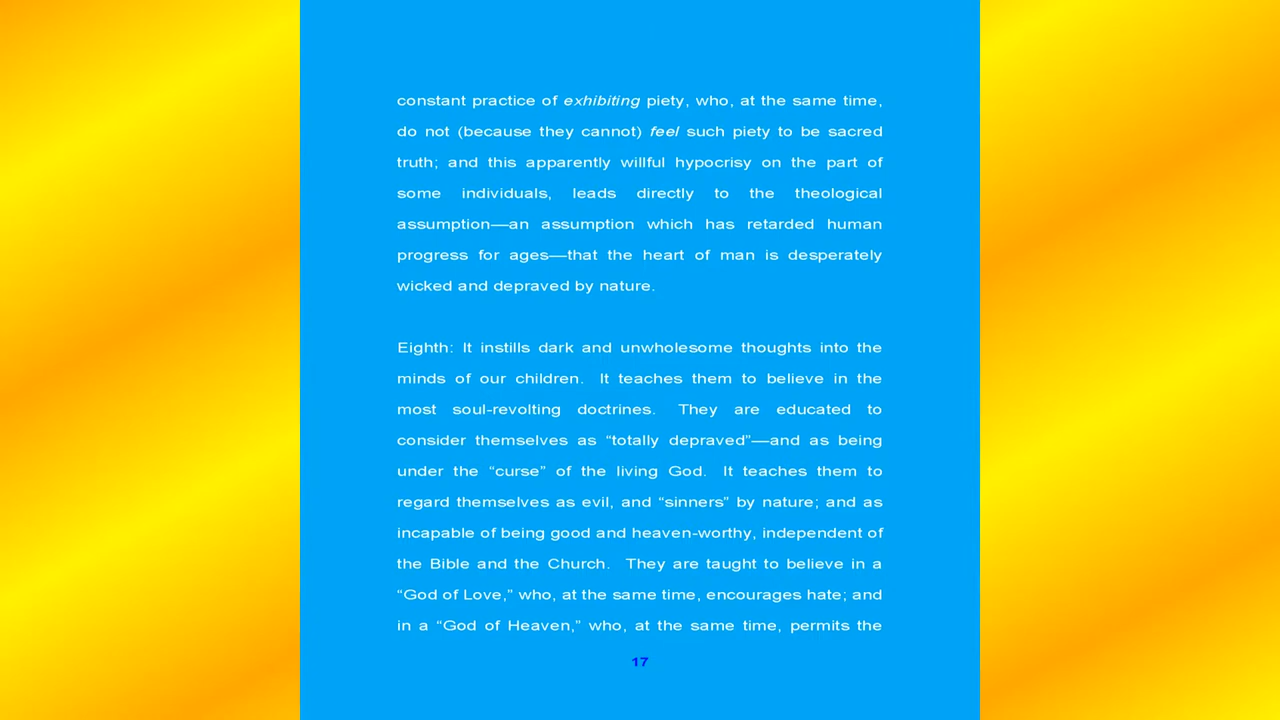 constant practice of exhibiting piety, who, at the same time,
do not (because they cannot) feel such piety to be sacred
truth; and this apparently willful hypocrisy on the part of
some individuals, leads directly to the theological
assumption—an assumption which has retarded human
progress for ages—that the heart of man is desperately
wicked and depraved by nature.
Eighth: It instills dark and unwholesome thoughts into the
minds of our children. It teaches them to believe in the
most soul-revolting doctrines. They are educated to
consider themselves as “totally depraved”—and as being
under the “curse” of the living God. It teaches them to
regard themselves as evil, and “sinners” by nature; and as
incapable of being good and heaven-worthy, independent of
the Bible and the Church. They are taught to believe in a
“God of Love,” who, at the same time, encourages hate; and
in a “God of Heaven,” who, at the same time, permits the
17